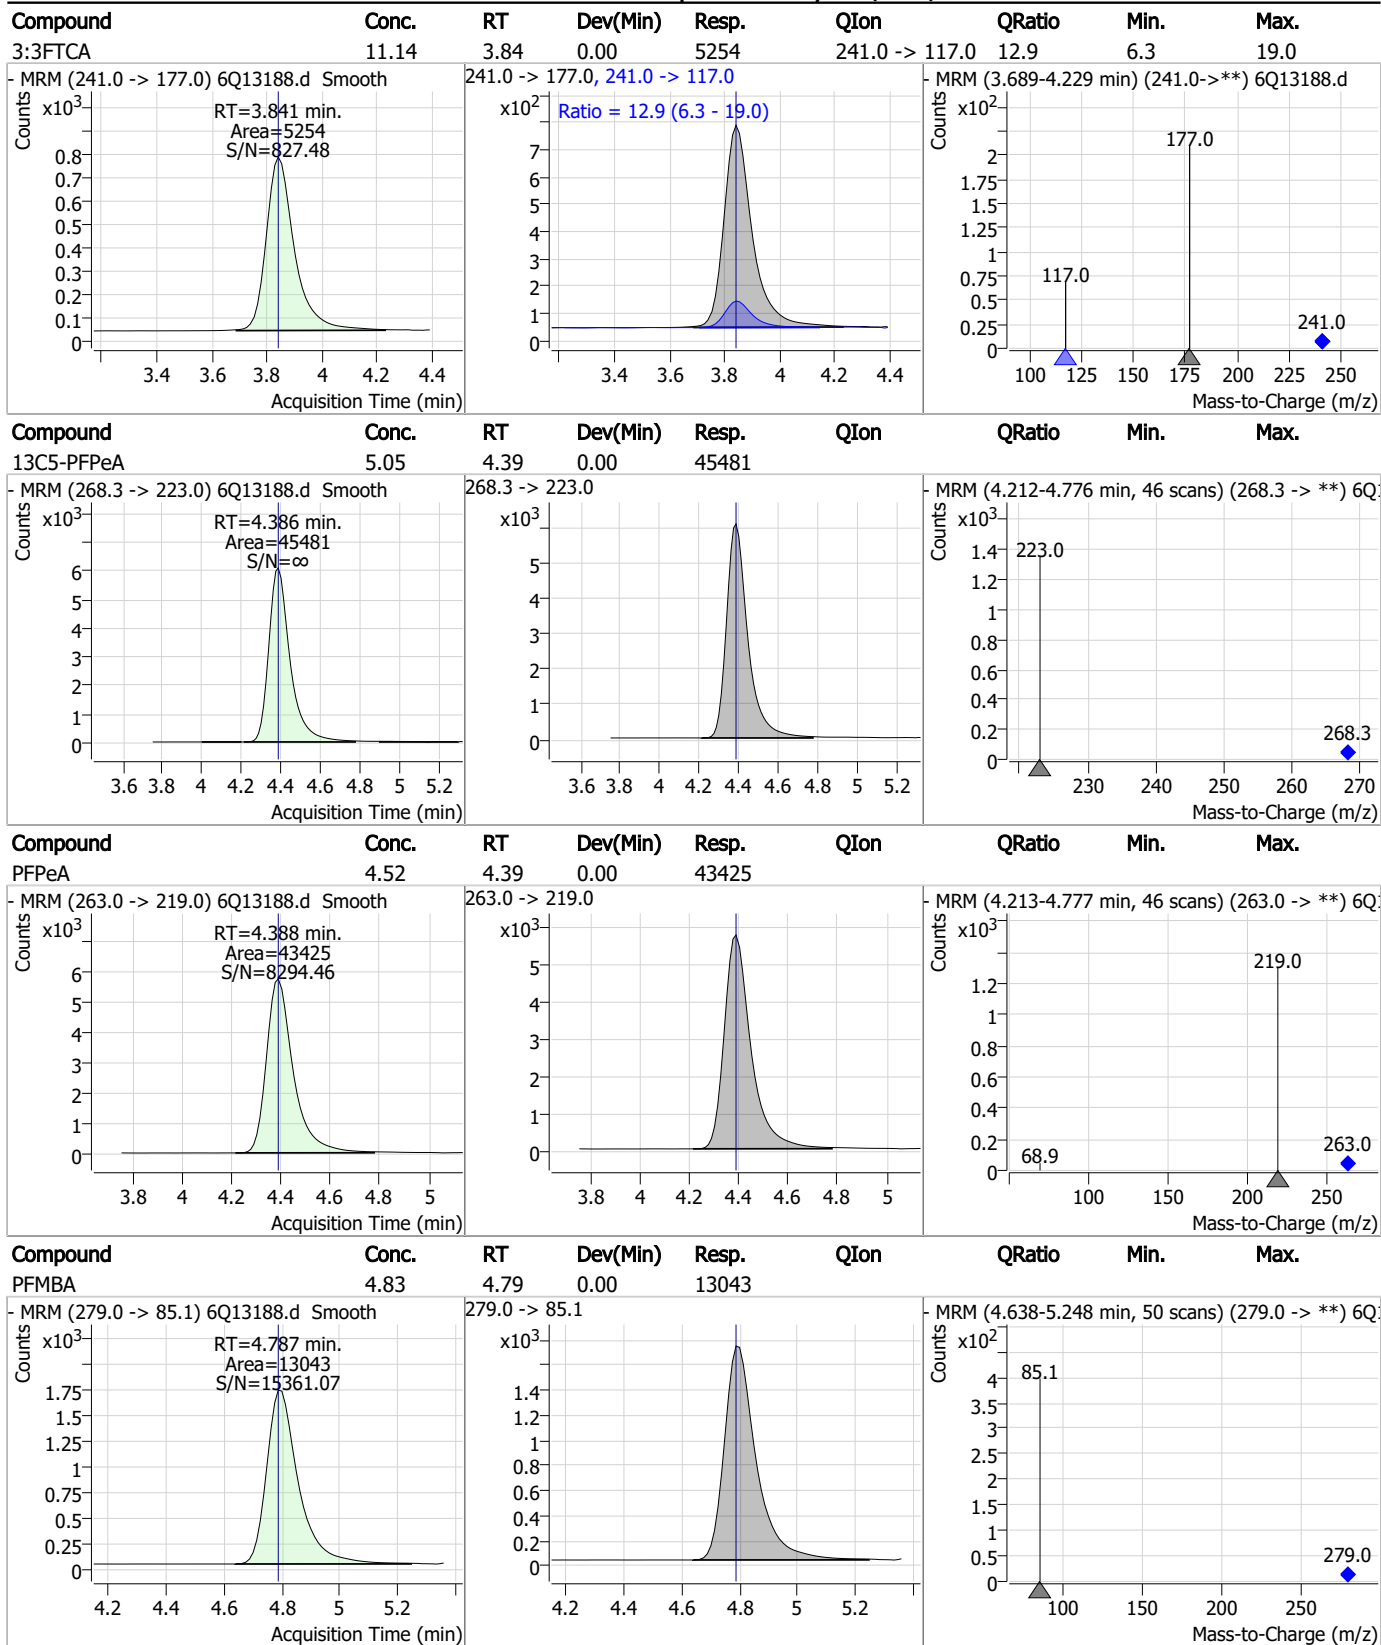 Compound Conc. RT Dev(Min) Resp. QIon QRatio Min. Max.
3:3FTCA 11.14 3.84 0.00 5254 241.0 -> 117.0 12.9 6.3 19.0
- MRM (241.0 -> 177.0) 6Q13188.d Smooth
Counts
x10³
RT=3.841 min.
Area=5254
S/N=827.48
0.8
0.7
0.6
0.5
0.4
0.3
0.2
0.1
0
3.4 3.6 3.8 4 4.2 4.4
Acquisition Time (min)
241.0 -> 177.0, 241.0 -> 117.0
x10²
Ratio = 12.9 (6.3 - 19.0)
7
6
5
4
3
2
1
0
3.4 3.6 3.8 4 4.2 4.4
- MRM (3.689-4.229 min) (241.0->**) 6Q13188.d
Counts
x10²
177.0
2
1.75
1.5
1.25
1
117.0
0.75
0.5
241.0
0.25
0
100 125 150 175 200 225 250
Mass-to-Charge (m/z)
Compound Conc. RT Dev(Min) Resp. QIon QRatio Min. Max.
13C5-PFPeA 5.05 4.39 0.00 45481
- MRM (268.3 -> 223.0) 6Q13188.d Smooth
Counts
x10³
RT=4.386 min.
Area=45481
S/N=∞
6
5
4
3
2
1
0
3.6 3.8 4 4.2 4.4 4.6 4.8 5 5.2
Acquisition Time (min)
268.3 -> 223.0
x10³
5
4
3
2
1
0
3.6 3.8 4 4.2 4.4 4.6 4.8 5 5.2
- MRM (4.212-4.776 min, 46 scans) (268.3 -> **) 6Q1
Counts
x10³
223.0
1.4
1.2
1
0.8
0.6
0.4
0.2
268.3
0
230 240 250 260 270
Mass-to-Charge (m/z)
Compound Conc. RT Dev(Min) Resp. QIon QRatio Min. Max.
PFPeA 4.52 4.39 0.00 43425
- MRM (263.0 -> 219.0) 6Q13188.d Smooth
Counts
x10³
RT=4.388 min.
Area=43425
S/N=8294.46
6
5
4
3
2
1
0
3.8 4 4.2 4.4 4.6 4.8 5
Acquisition Time (min)
263.0 -> 219.0
x10³
5
4
3
2
1
0
3.8 4 4.2 4.4 4.6 4.8 5
- MRM (4.213-4.777 min, 46 scans) (263.0 -> **) 6Q1
Counts
x10³
219.0
1.2
1
0.8
0.6
0.4
0.2
68.9
263.0
0
100 150 200 250
Mass-to-Charge (m/z)
Compound Conc. RT Dev(Min) Resp. QIon QRatio Min. Max.
PFMBA 4.83 4.79 0.00 13043
- MRM (279.0 -> 85.1) 6Q13188.d Smooth
Counts
x10³
RT=4.787 min.
Area=13043
S/N=15361.07
1.75
1.5
1.25
1
0.75
0.5
0.25
0
4.2 4.4 4.6 4.8 5 5.2
Acquisition Time (min)
279.0 -> 85.1
x10³
1.4
1.2
1
0.8
0.6
0.4
0.2
0
4.2 4.4 4.6 4.8 5 5.2
- MRM (4.638-5.248 min, 50 scans) (279.0 -> **) 6Q1
Counts
x10²
85.1
4
3.5
3
2.5
2
1.5
1
0.5
279.0
0
100 150 200 250
Mass-to-Charge (m/z)